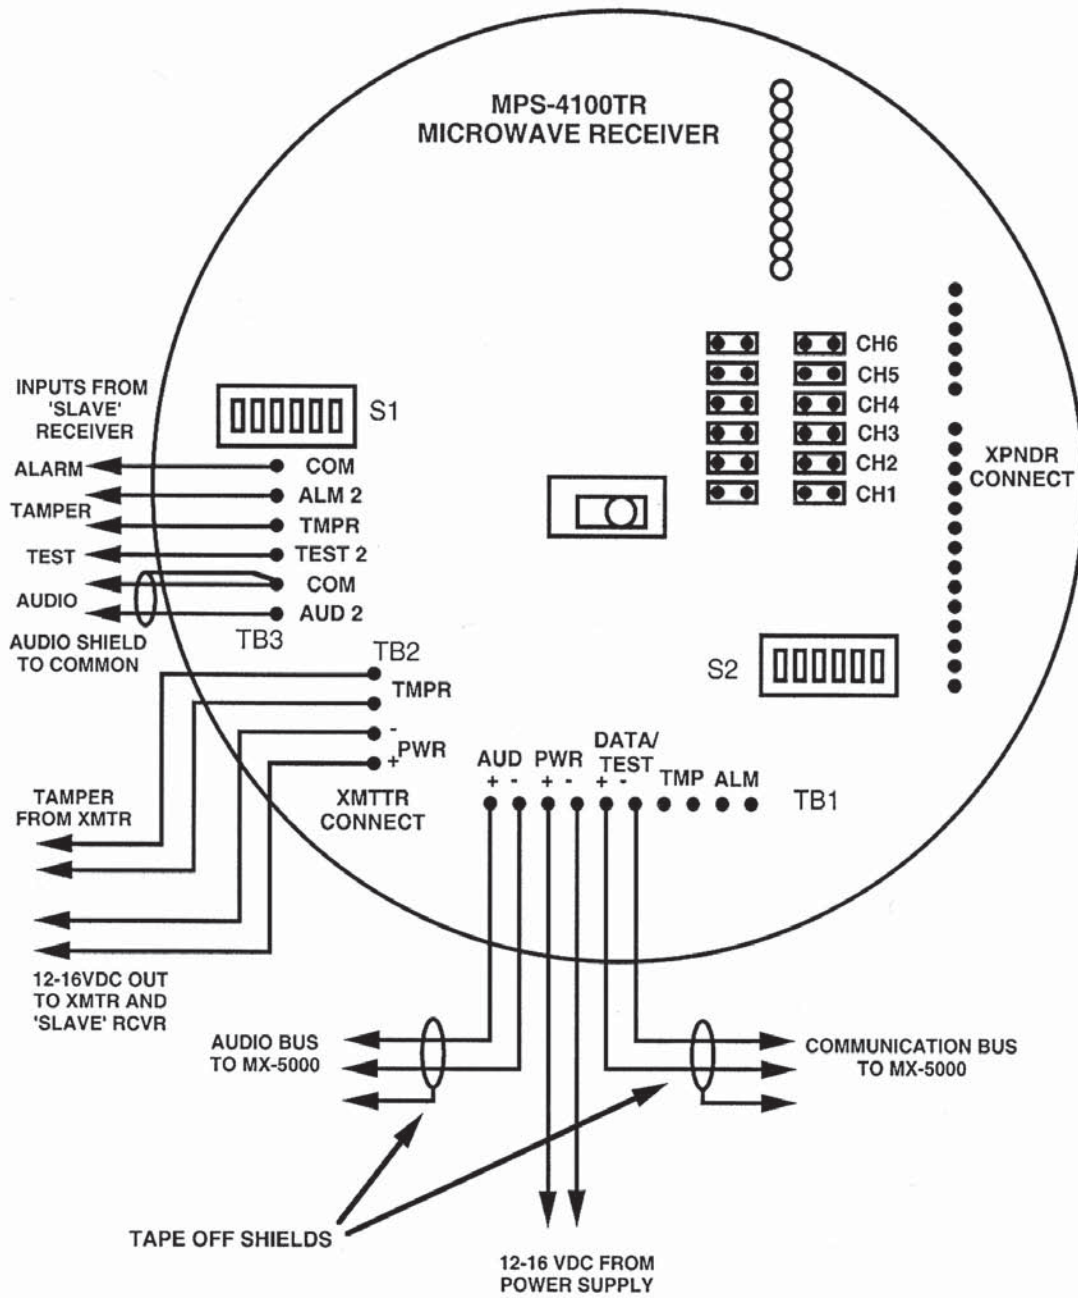 MPS-4100TR
MICROWAVE RECEIVER
CH6
CH5
CH4
CH3
CH2
CH1
XPNDR
CONNECT
INPUTS FROM
'SLAVE'
RECEIVER
S1
ALARM
COM
ALM 2
TAMPER
TMPR
TEST
TEST 2
COM
AUDIO
AUD 2
AUDIO SHIELD
TO COMMON
TB3
TB2
TMPR
-
+ PWR
XMTTR
CONNECT
S2
AUD PWR DATA/
TEST
TMP ALM
+ - + - + -
TB1
TAMPER
FROM XMTR
12-16VDC OUT
TO XMTR AND
'SLAVE' RCVR
AUDIO BUS
TO MX-5000
COMMUNICATION BUS
TO MX-5000
TAPE OFF SHIELDS
12-16 VDC FROM
POWER SUPPLY